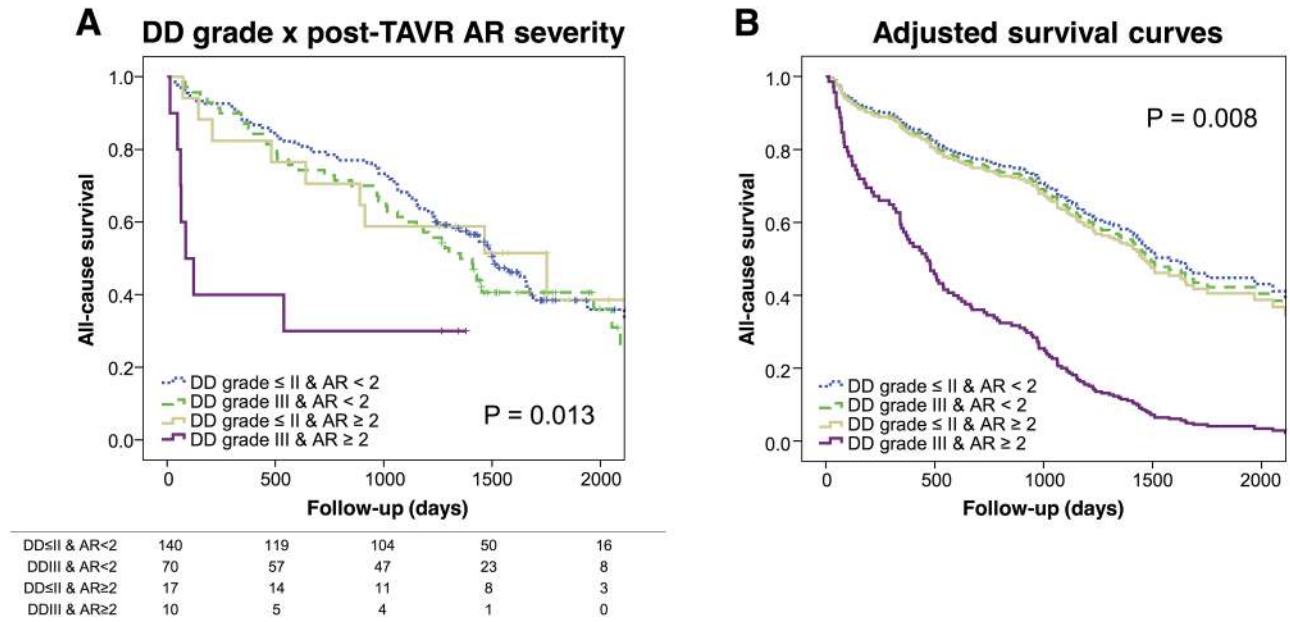 A DD grade x post-TAVR AR severity
1.0
0.8
0.6
0.4
0.2
0.0
All-cause survival
DD grade ≤ II & AR < 2
DD grade III & AR < 2
DD grade ≤ II & AR ≥ 2
DD grade III & AR ≥ 2
P = 0.013
0 500 1000 1500 2000
Follow-up (days)
DD≤II & AR<2 140 119 104 50 16
DDIII & AR<2 70 57 47 23 8
DD≤II & AR≥2 17 14 11 8 3
DDIII & AR≥2 10 5 4 1 0
B Adjusted survival curves
1.0
0.8
0.6
0.4
0.2
0.0
All-cause survival
P = 0.008
DD grade ≤ II & AR < 2
DD grade III & AR < 2
DD grade ≤ II & AR ≥ 2
DD grade III & AR ≥ 2
0 500 1000 1500 2000
Follow-up (days)